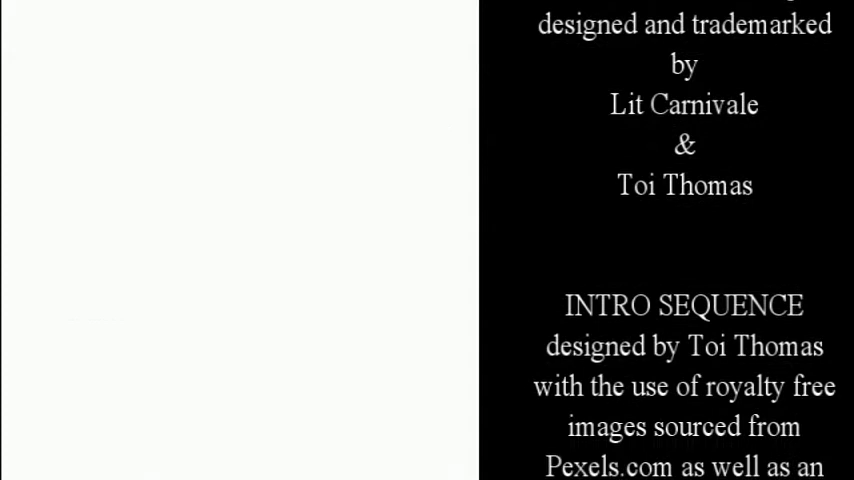 designed and trademarked
by
Lit Carnivale
&
Toi Thomas
INTRO SEQUENCE
designed by Toi Thomas
with the use of royalty free
images sourced from
Pexels.com as well as an